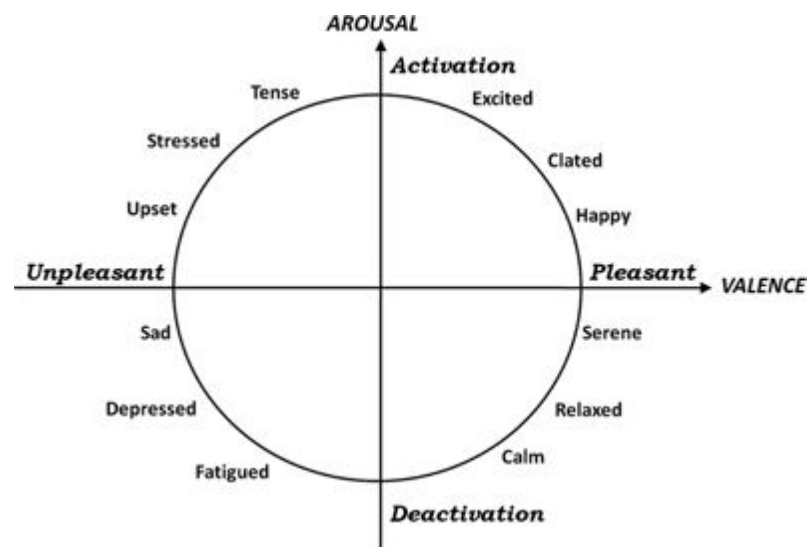 AROUSAL
Activation
Tense
Excited
Stressed
Clated
Upset
Happy
Unpleasant
Pleasant
VALENCE
Sad
Serene
Depressed
Relaxed
Fatigued
Calm
Deactivation